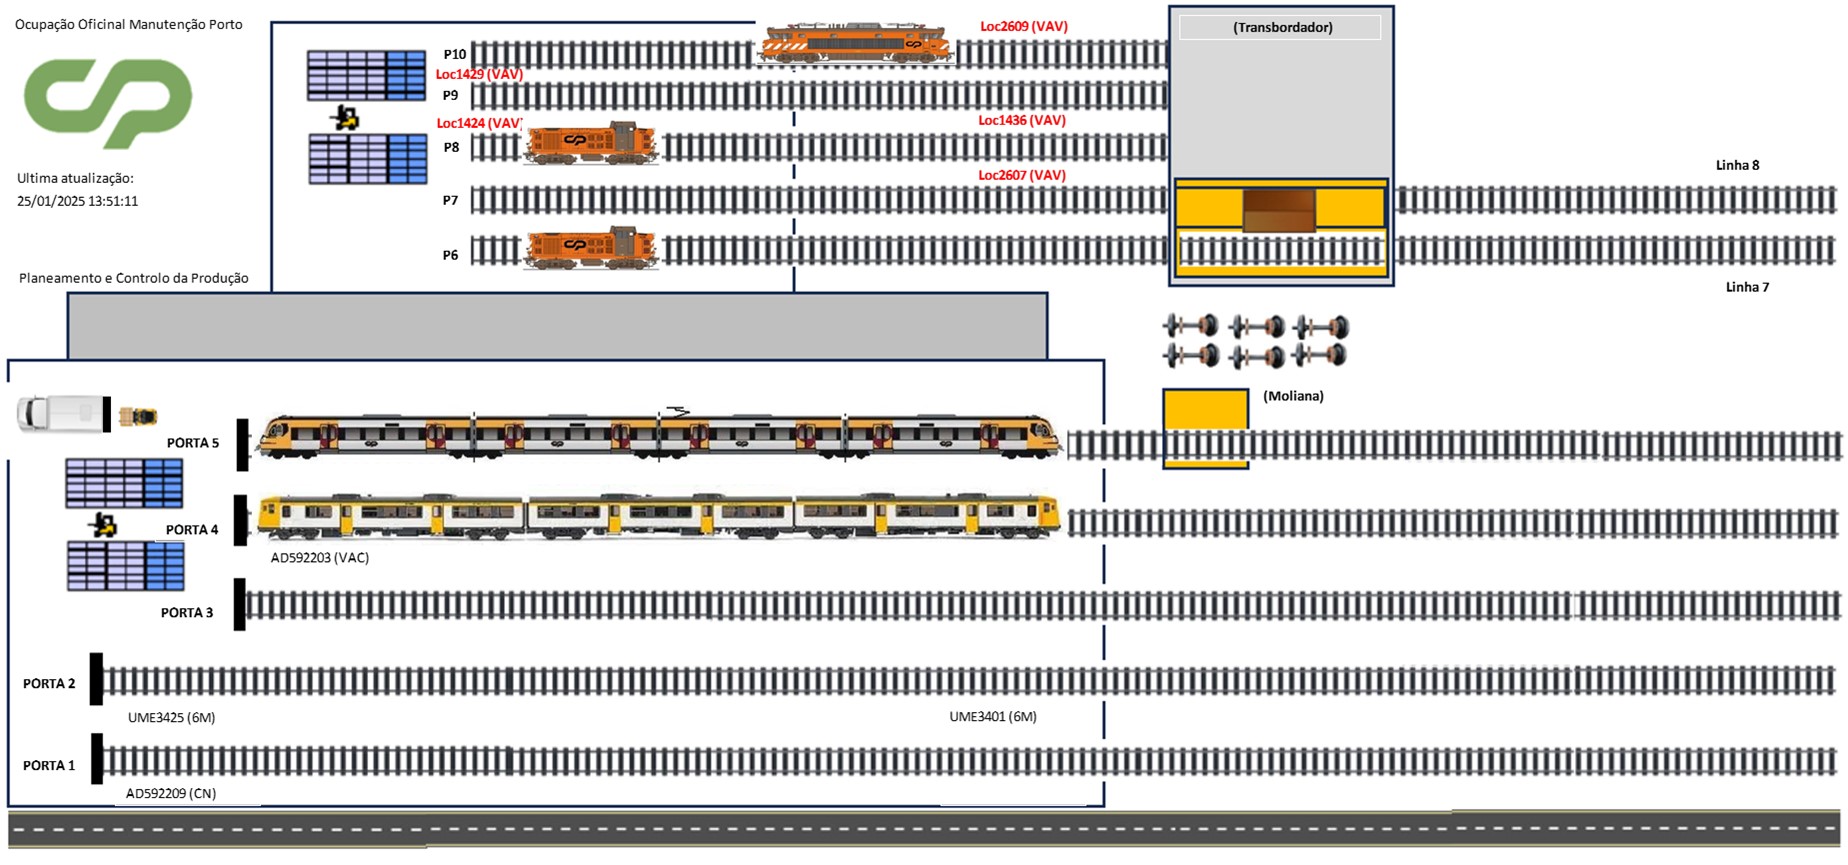 Ocupação Oficinal Manutenção Porto
Ultima atualização:
25/01/2025 13:51:11
Planeamento e Controlo da Produção
P10
Loc2609 (VAV)
(Transbordador)
Loc1429 (VAV)
P9
Loc1424 (VAV)
Loc1436 (VAV)
P8
Loc2607 (VAV)
P7
Linha 8
P6
Linha 7
(Moliana)
PORTA 5
PORTA 4
AD592203 (VAC)
PORTA 3
PORTA 2
UME3425 (6M)
UME3401 (6M)
PORTA 1
AD592209 (CN)